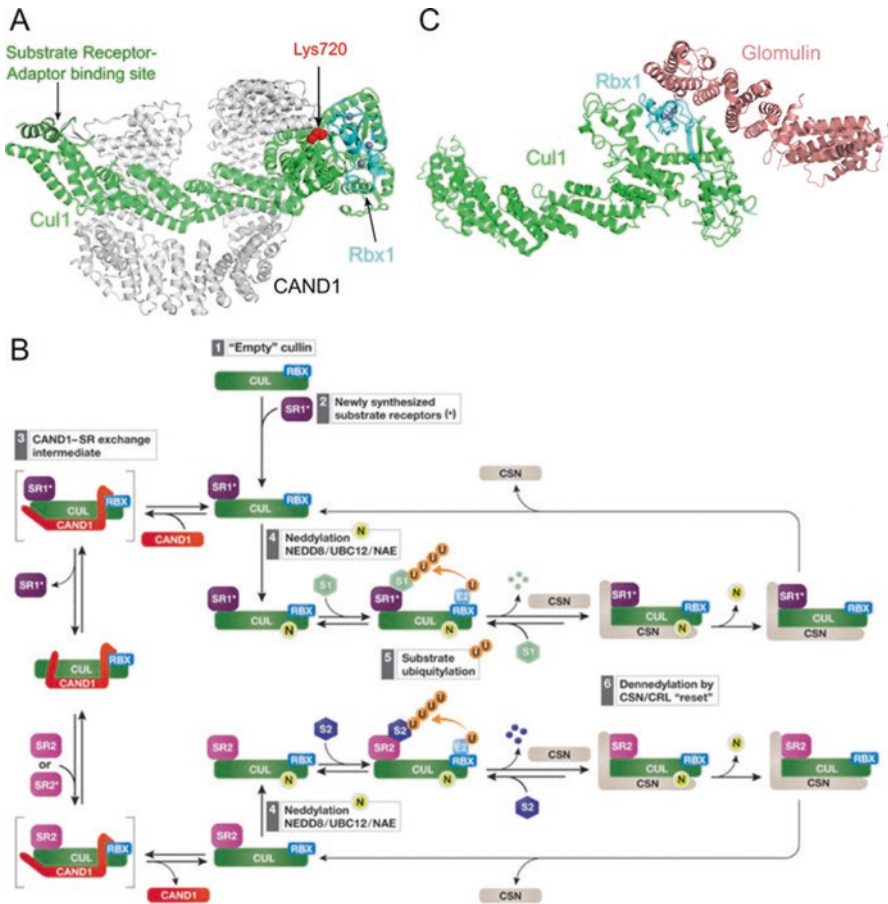 A
Substrate Receptor-
Adaptor binding site
Lys720
Cul1
Rbx1
CAND1
C
Glomulin
Rbx1
Cul1
B
1 "Empty" cullin
RBX
CUL
SR1*
2 Newly synthesized
substrate receptors (*)
3 CAND1–SR exchange
intermediate
SR1*
CUL
RBX
CAND1
CAND1
SR1*
CUL
RBX
CSN
4 Neddylation N
NEDD8/UBC12/NAE
SR1*
SR1*
CUL
RBX
N
S1
SR1*
S1
U U U U
U
E2
CUL
RBX
N
CSN
S1
SR1*
CUL
RBX
CSN
N
N
SR1*
CUL
RBX
CSN
CUL
RBX
CAND1
5 Substrate
ubiquitylation
U U
6 Dennedylation by
CSN/CRL "reset"
SR2
or
SR2*
SR2
CUL
RBX
N
S2
SR2
S2
U U U U
U
E2
CUL
RBX
N
CSN
S2
SR2
CUL
RBX
CSN
N
N
SR2
CUL
RBX
CSN
4 Neddylation N
NEDD8/UBC12/NAE
SR2
CUL
RBX
CAND1
CAND1
SR2
CUL
RBX
CSN